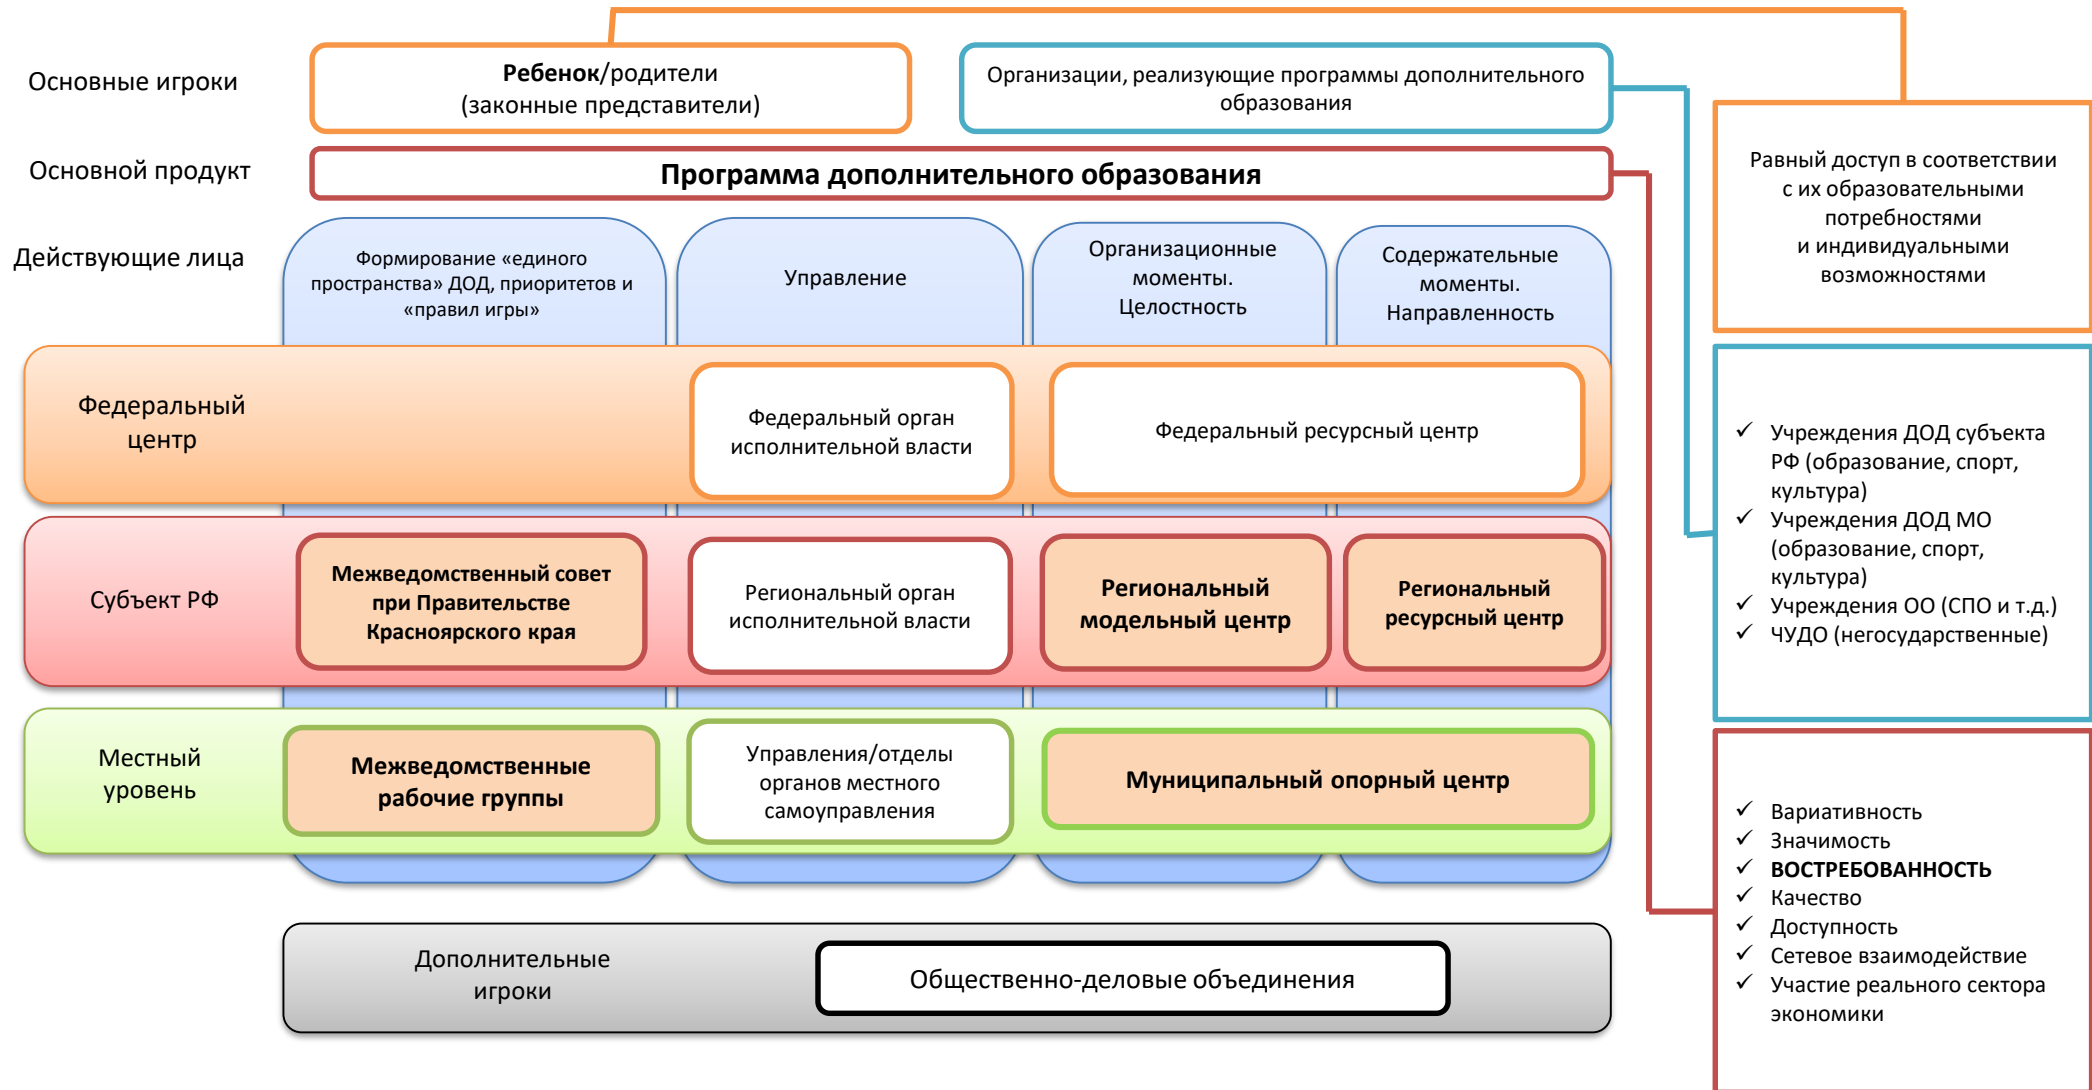 Основные игроки
Ребенок/родители
(законные представители)
Организации, реализующие программы дополнительного
образования
Основной продукт
Программа дополнительного образования
Равный доступ в соответствии
с их образовательными
потребностями
и индивидуальными
возможностями
Действующие лица
Формирование «единого
пространства» ДОД, приоритетов и
«правил игры»
Управление
Организационные
моменты.
Целостность
Содержательные
моменты.
Направленность
Федеральный
центр
Федеральный орган
исполнительной власти
Федеральный ресурсный центр
✓ Учреждения ДОД субъекта
РФ (образование, спорт,
культура)
✓ Учреждения ДОД МО
(образование, спорт,
культура)
✓ Учреждения ОО (СПО и т.д.)
✓ ЧУДО (негосударственные)
Субъект РФ
Межведомственный совет
при Правительстве
Красноярского края
Региональный орган
исполнительной власти
Региональный
модельный центр
Региональный
ресурсный центр
Местный
уровень
Межведомственные
рабочие группы
Управления/отделы
органов местного
самоуправления
Муниципальный опорный центр
✓ Вариативность
✓ Значимость
✓ ВОСТРЕБОВАННОСТЬ
✓ Качество
✓ Доступность
✓ Сетевое взаимодействие
✓ Участие реального сектора
экономики
Дополнительные
игроки
Общественно-деловые объединения